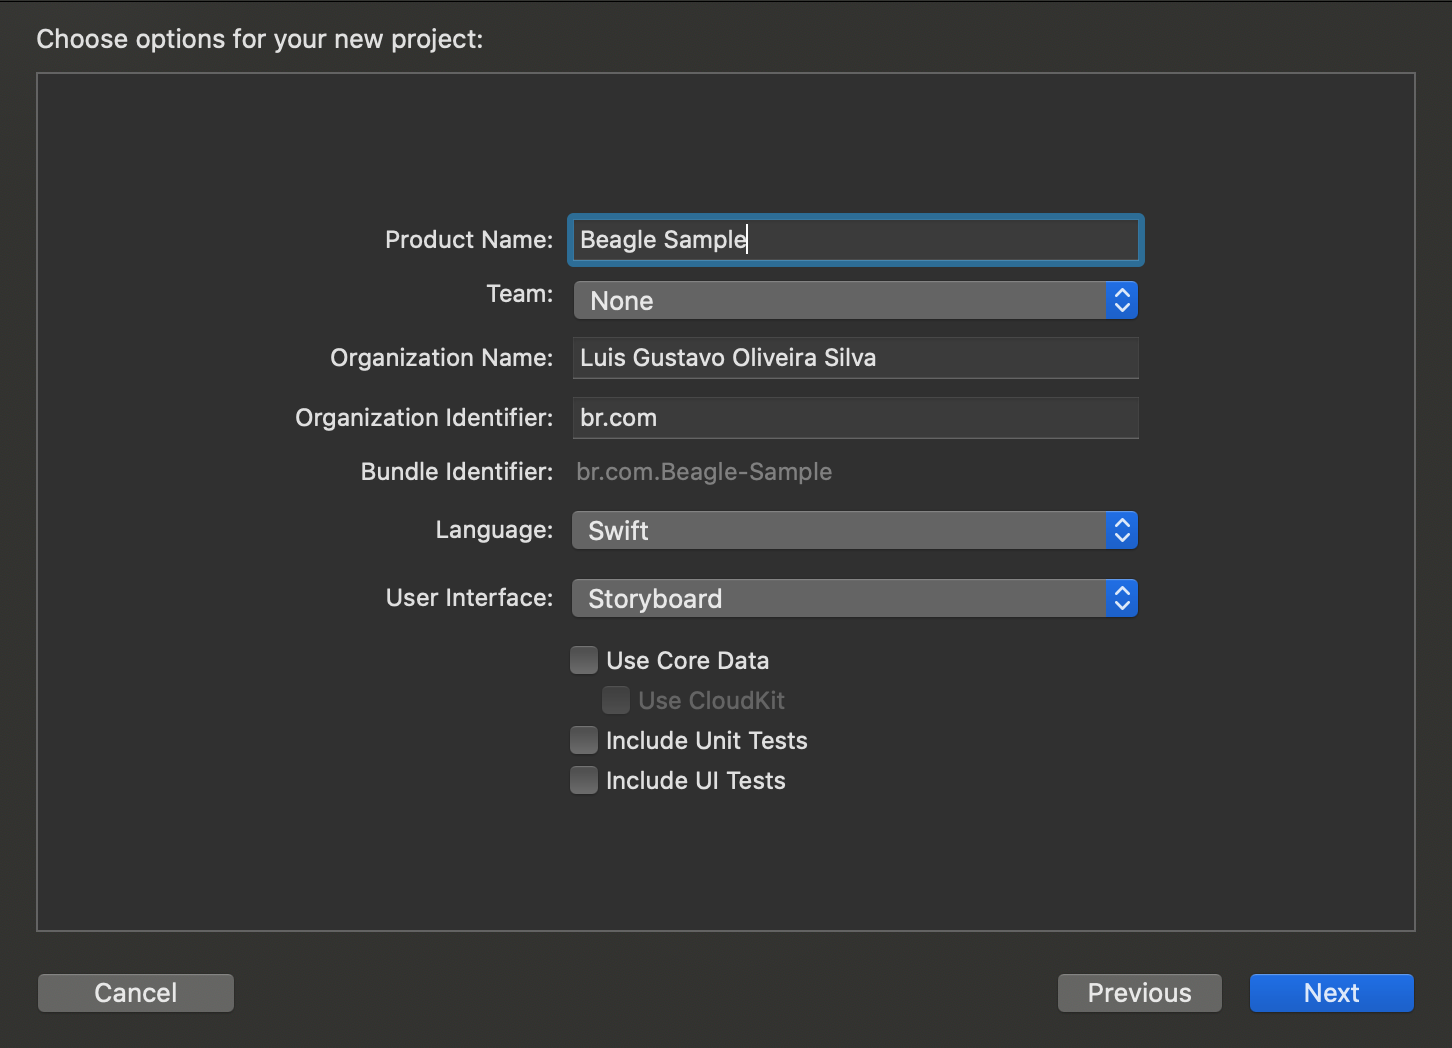 Choose options for your new project:
Product Name: Beagle Sample
Team: None
Organization Name: Luis Gustavo Oliveira Silva
Organization Identifier: br.com
Bundle Identifier: br.com.Beagle-Sample
Language: Swift
User Interface: Storyboard
Use Core Data
Use CloudKit
Include Unit Tests
Include UI Tests
Cancel Previous Next